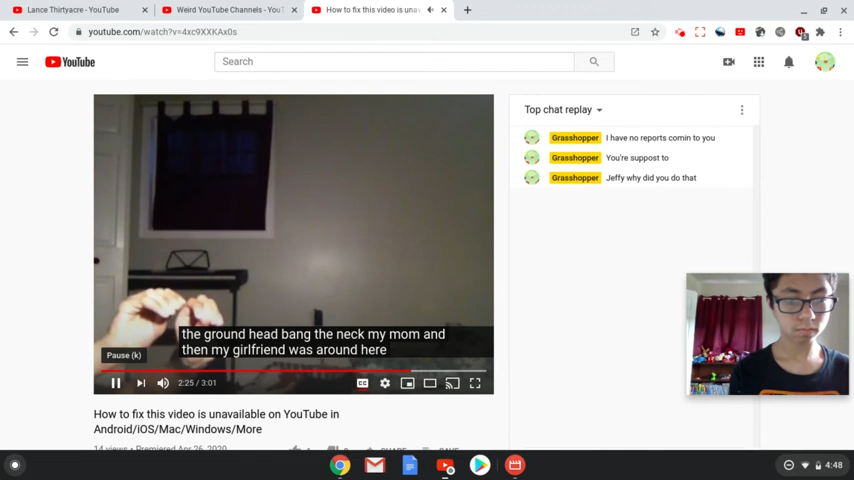 Lance Thirtyacre - YouTube
Weird YouTube Channels - YouT
How to fix this video is unav
youtube.com/watch?v=4xc9XXKAx0s
YouTube
Search
Top chat replay
Grasshopper I have no reports comin to you
Grasshopper You're suppost to
Grasshopper Jeffy why did you do that
the ground head bang the neck my mom and
then my girlfriend was around here
Pause (k)
2:25 / 3:01
CC
How to fix this video is unavailable on YouTube in
Android/iOS/Mac/Windows/More
14 views • Premiered Apr 26, 2020
SHARE
SAVE
4:48